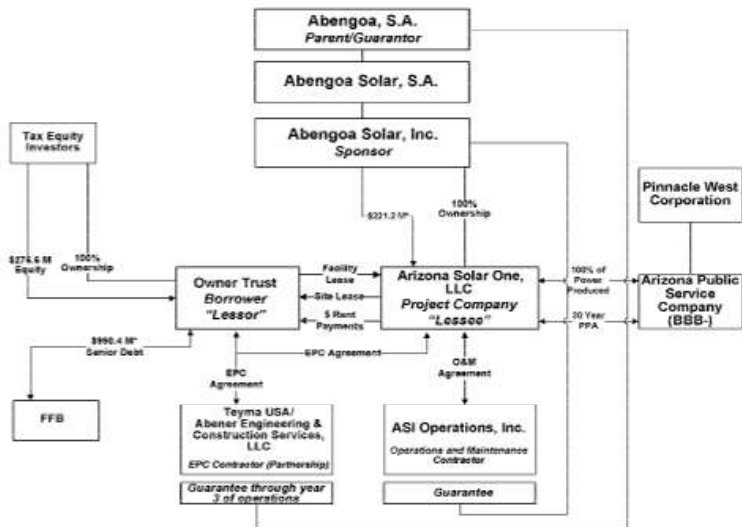 Abengoa, S.A.
Parent/Guarantor
Abengoa Solar, S.A.
Abengoa Solar, Inc.
Sponsor
Tax Equity
Investors
Pinnacle West
Corporation
$221.2 M*
100%
Ownership
$276.6 M
Equity
100%
Ownership
Owner Trust
Borrower
"Lessor"
Facility
Lease
Site Lease
$ Rent
Payments
Arizona Solar One,
LLC
Project Company
"Lessee"
100% of
Power
Produced
30 Year
PPA
Arizona Public
Service
Company
(BBB-)
$990.4 M*
Senior Debt
EPC Agreement
EPC
Agreement
O&M
Agreement
FFB
Teyma USA/
Abener Engineering &
Construction Services,
LLC
EPC Contractor (Partnership)
ASI Operations, Inc.
Operations and Maintenance
Contractor
Guarantee through year
3 of operations
Guarantee